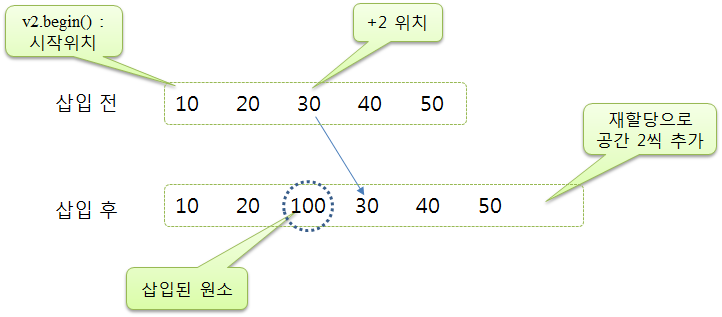 v2.begin() :
시작위치
+2 위치
삽입 전
10 20 30 40 50
재할당으로
공간 2씩 추가
삽입 후
10 20 100 30 40 50
삽입된 원소